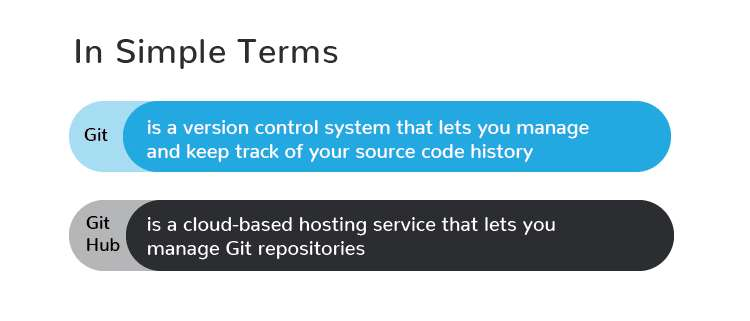 In Simple Terms
Git
is a version control system that lets you manage
and keep track of your source code history
Git
Hub
is a cloud-based hosting service that lets you
manage Git repositories